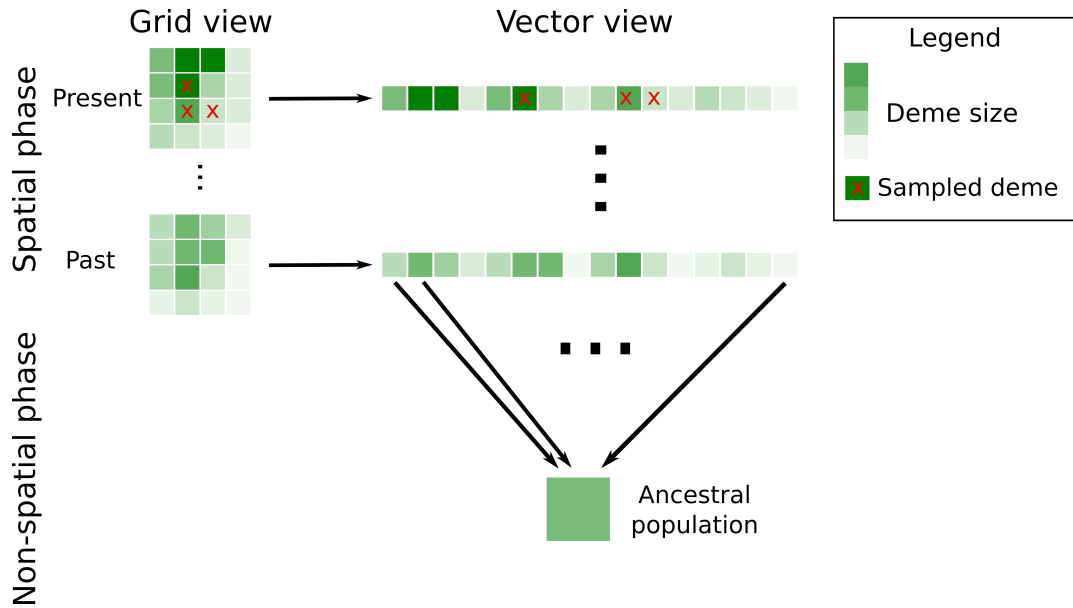 Grid view
Vector view
Legend
Deme size
x Sampled deme
Spatial phase
Present
x
x x
x x x
Past
Non-spatial phase
Ancestral
population